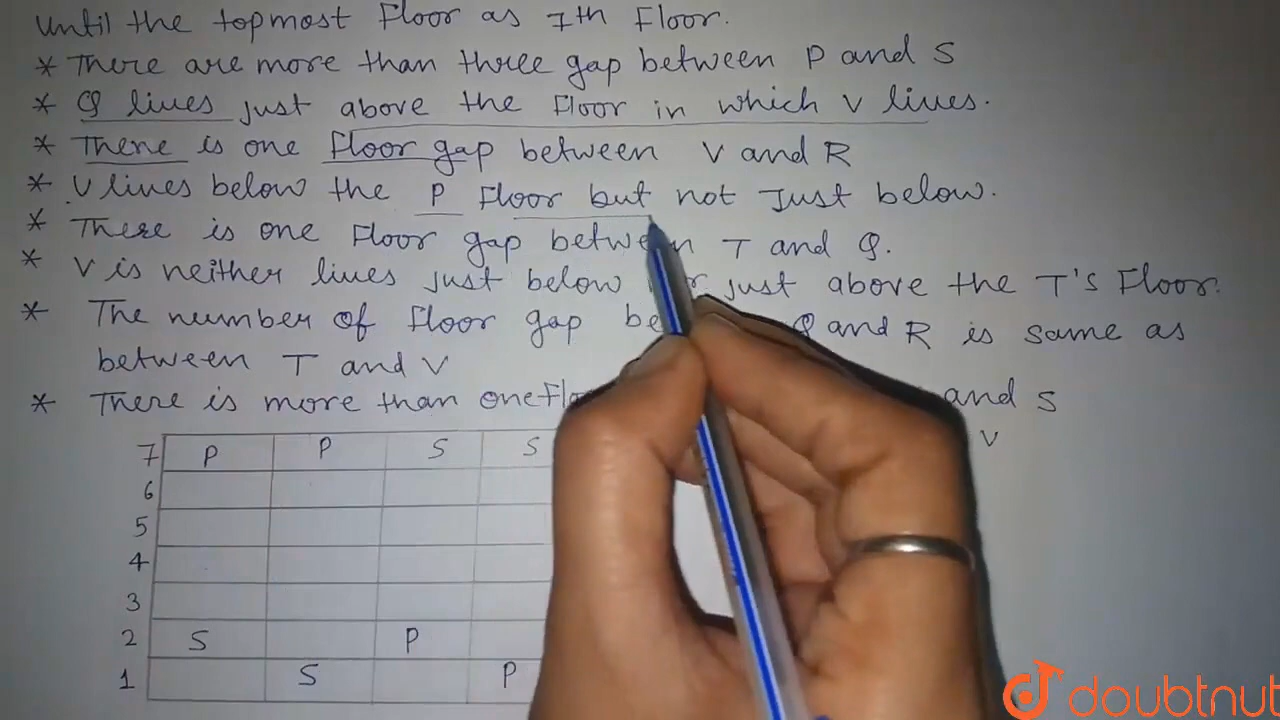 Until the topmost Floor as 7th Floor.
* There are more than three gap between P and S
* Q lives just above the Floor in which V lives.
* There is one Floor gap between V and R
* V lives below the P Floor but not Just below.
* There is one Floor gap between T and Q.
* V is neither lives just below just above the T's Floor.
* The number of Floor gap Q and R is same as
between T and V
* There is more than one and S
V
7 P P S S
6
5
4
3
2 S P
1 S P
doubtnut